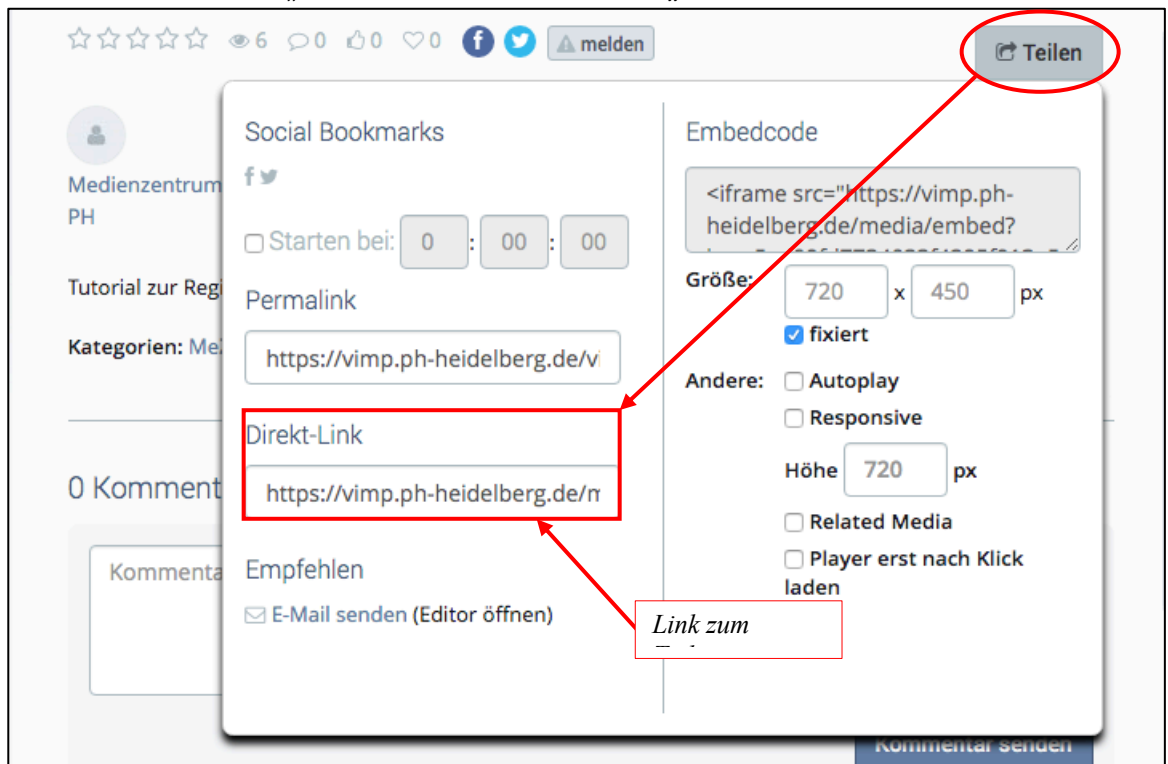 6 0 0 0 f melden
Teilen
Medienzentrum
PH
Tutorial zur Regi
Kategorien: Me
0 Komment
Kommenta
Social Bookmarks
f
Starten bei: 0 : 00 : 00
Permalink
https://vimp.ph-heidelberg.de/vi
Direkt-Link
https://vimp.ph-heidelberg.de/m
Empfehlen
E-Mail senden (Editor öffnen)
Embedcode
<iframe src="https://vimp.ph-
heidelberg.de/media/embed?
Größe: 720 x 450 px
fixiert
Andere: Autoplay
Responsive
Höhe 720 px
Related Media
Player erst nach Klick
laden
Link zum
Kommentar senden